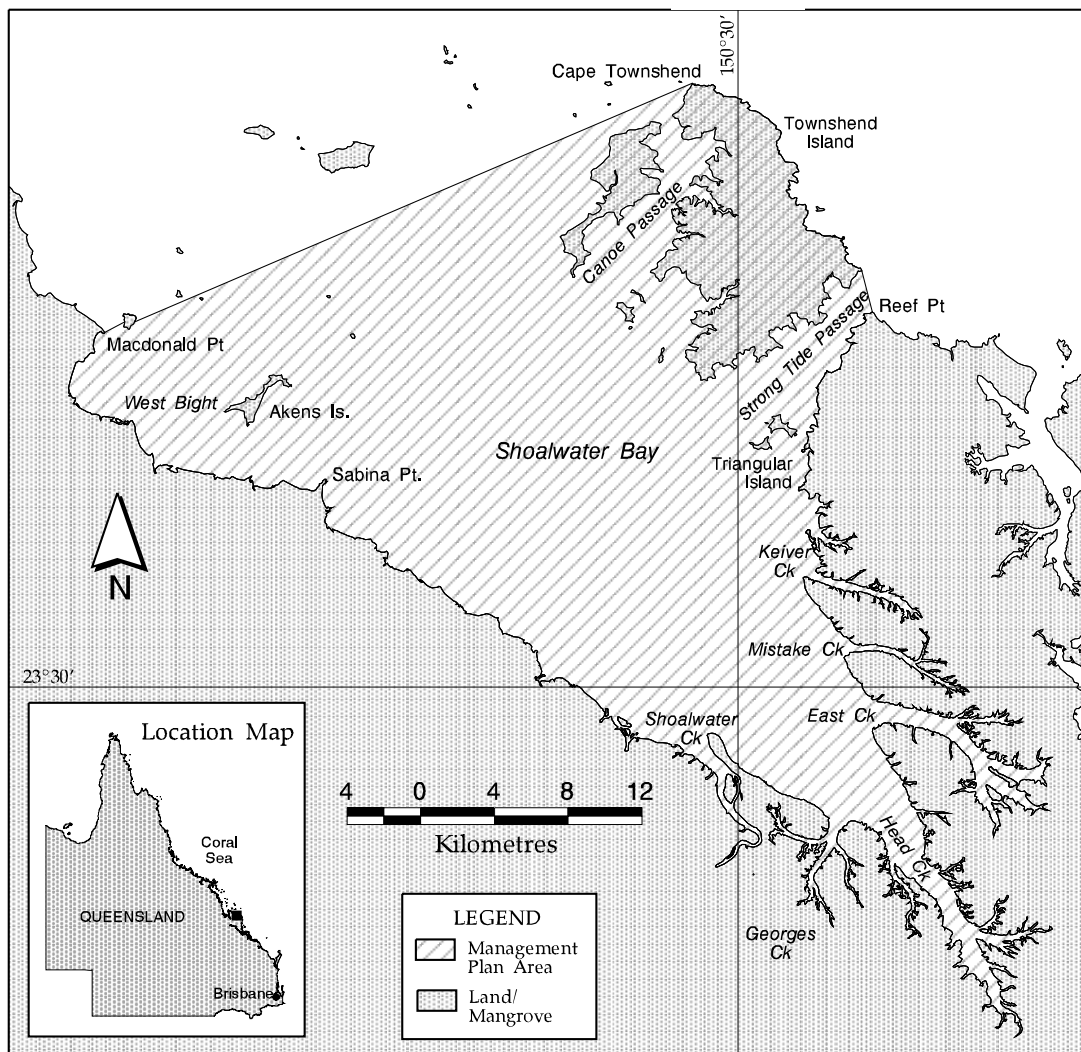 150°30'
Cape Townshend
Townshend
Island
Canoe Passage
Reef Pt
Strong Tide Passage
Macdonald Pt
West Bight
Akens Is.
Shoalwater Bay
Sabina Pt.
Triangular
Island
N
Keiver
Ck
Mistake Ck
23°30'
East Ck
Shoalwater
Ck
Head Ck
Georges
Ck
4 0 4 8 12
Kilometres
Location Map
Coral
Sea
QUEENSLAND
Brisbane
LEGEND
Management
Plan Area
Land/
Mangrove